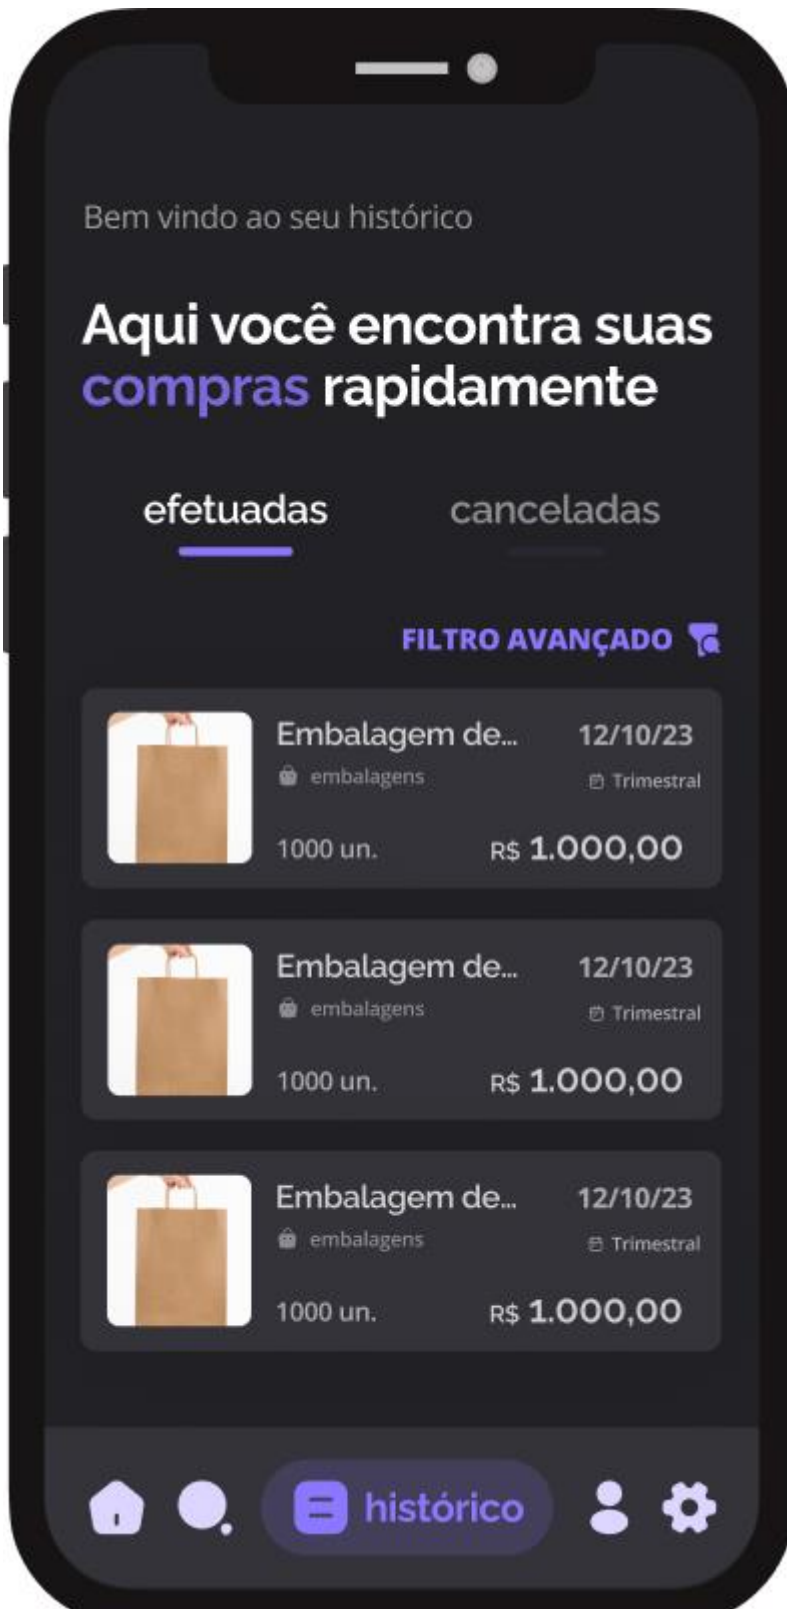 Bem vindo ao seu histórico
Aqui você encontra suas
compras rapidamente
efetuadas canceladas
FILTRO AVANÇADO
Embalagem de... 12/10/23
embalagens Trimestral
1000 un. R$ 1.000,00
Embalagem de... 12/10/23
embalagens Trimestral
1000 un. R$ 1.000,00
Embalagem de... 12/10/23
embalagens Trimestral
1000 un. R$ 1.000,00
histórico